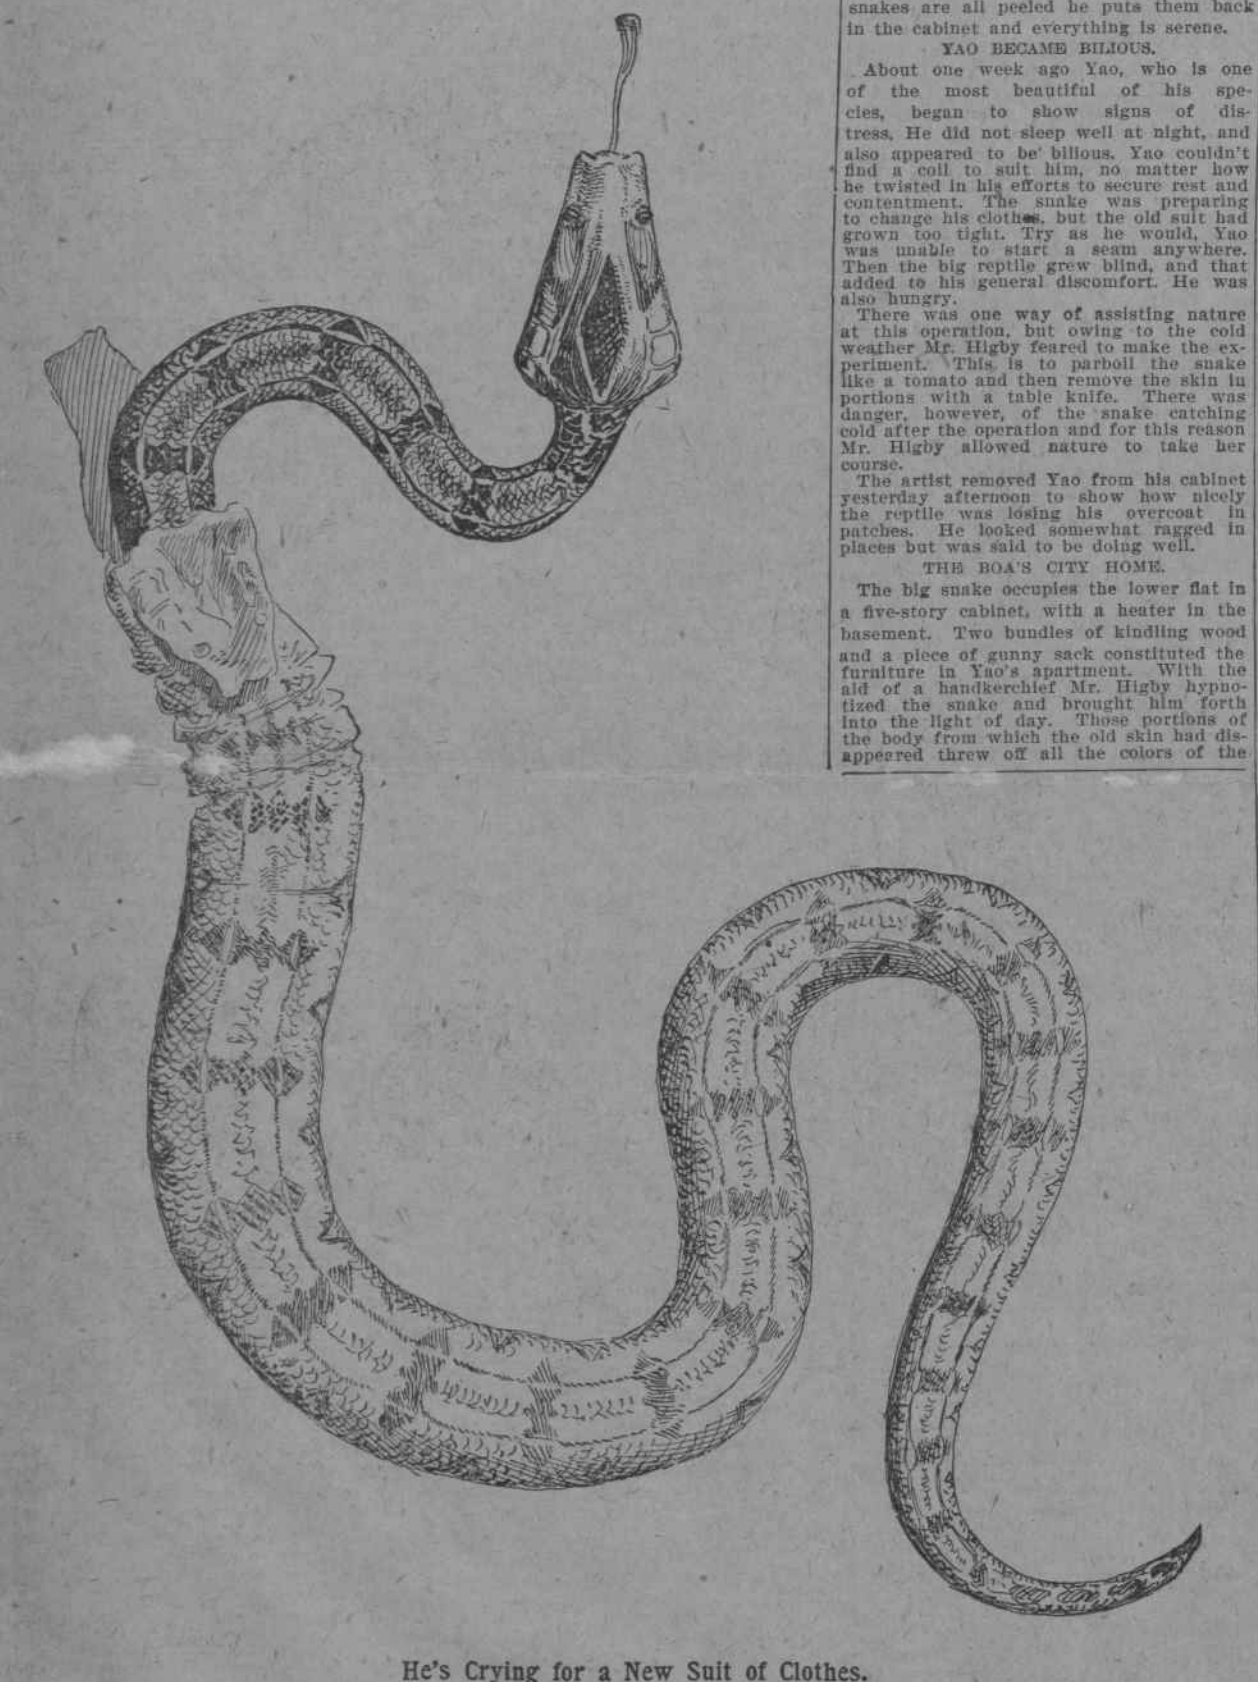 snakes are all peeled he puts them back
in the cabinet and everything is serene.
YAO BECAME BILIOUS.
About one week ago Yao, who is one
of the most beautiful of his spe-
cies, began to show signs of dis-
tress. He did not sleep well at night, and
also appeared to be bilious. Yao couldn't
find a coil to suit him, no matter how
he twisted in his efforts to secure rest and
contentment. The snake was preparing
to change his clothes, but the old suit had
grown too tight. Try as he would, Yao
was unable to start a seam anywhere.
Then the big reptile grew blind, and that
added to his general discomfort. He was
also hungry.
There was one way of assisting nature
at this operation, but owing to the cold
weather Mr. Higby feared to make the ex-
periment. This is to parboil the snake
like a tomato and then remove the skin in
portions with a table knife. There was
danger, however, of the snake catching
cold after the operation and for this reason
Mr. Higby allowed nature to take her
course.
The artist removed Yao from his cabinet
yesterday afternoon to show how nicely
the reptile was losing his overcoat in
patches. He looked somewhat ragged in
places but was said to be doing well.
THE BOA'S CITY HOME.
The big snake occupies the lower flat in
a five-story cabinet, with a heater in the
basement. Two bundles of kindling wood
and a piece of gunny sack constituted the
furniture in Yao's apartment. With the
aid of a handkerchief Mr. Higby hypno-
tized the snake and brought him forth
into the light of day. Those portions of
the body from which the old skin had dis-
appeared threw off all the colors of the
He's Crying for a New Suit of Clothes.